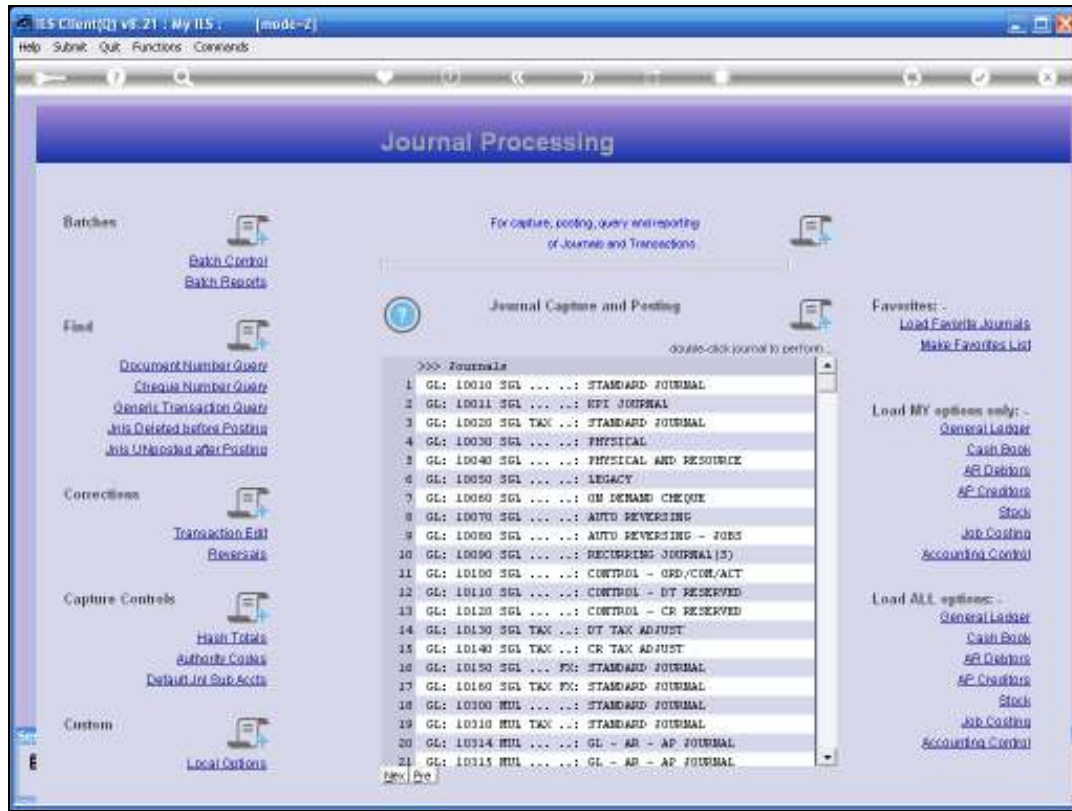 IES Client(Q) v8.21 : My IES : [mode-2]
Help Submit Quit Functions Commands
Journal Processing
Batches
Batch Control
Batch Reports
Find
Document Number Query
Cheque Number Query
Generic Transaction Query
Jnls Deleted before Posting
Jnls UNposted after Posting
Corrections
Transaction Edit
Reversals
Capture Controls
Hash Totals
Authority Codes
Default Jnl Sub Accts
Custom
Local Options
For capture, posting, query and reporting
of Journals and Transactions
Journal Capture and Posting
double-click journal to perform ..
>>> Journals
1 GL: 10010 SGL ... ..: STANDARD JOURNAL
2 GL: 10011 SGL ... ..: KPI JOURNAL
3 GL: 10020 SGL TAX ..: STANDARD JOURNAL
4 GL: 10030 SGL ... ..: PHYSICAL
5 GL: 10040 SGL ... ..: PHYSICAL AND RESOURCE
6 GL: 10050 SGL ... ..: LEGACY
7 GL: 10060 SGL ... ..: ON DEMAND CHEQUE
8 GL: 10070 SGL ... ..: AUTO REVERSING
9 GL: 10080 SGL ... ..: AUTO REVERSING - JOBS
10 GL: 10090 SGL ... ..: RECURRING JOURNAL(S)
11 GL: 10100 SGL ... ..: CONTROL - ORD/COM/ACT
12 GL: 10110 SGL ... ..: CONTROL - DT RESERVED
13 GL: 10120 SGL ... ..: CONTROL - CR RESERVED
14 GL: 10130 SGL TAX ..: DT TAX ADJUST
15 GL: 10140 SGL TAX ..: CR TAX ADJUST
16 GL: 10150 SGL ... FX: STANDARD JOURNAL
17 GL: 10160 SGL TAX FX: STANDARD JOURNAL
18 GL: 10300 MUL ... ..: STANDARD JOURNAL
19 GL: 10310 MUL TAX ..: STANDARD JOURNAL
20 GL: 10314 MUL ... ..: GL - AR - AP JOURNAL
21 GL: 10315 MUL ... ..: GL - AR - AP JOURNAL
Nex Pre
Favorites: -
Load Favorite Journals
Make Favorites List
Load MY options only: -
General Ledger
Cash Book
AR Debtors
AP Creditors
Stock
Job Costing
Accounting Control
Load ALL options: -
General Ledger
Cash Book
AR Debtors
AP Creditors
Stock
Job Costing
Accounting Control